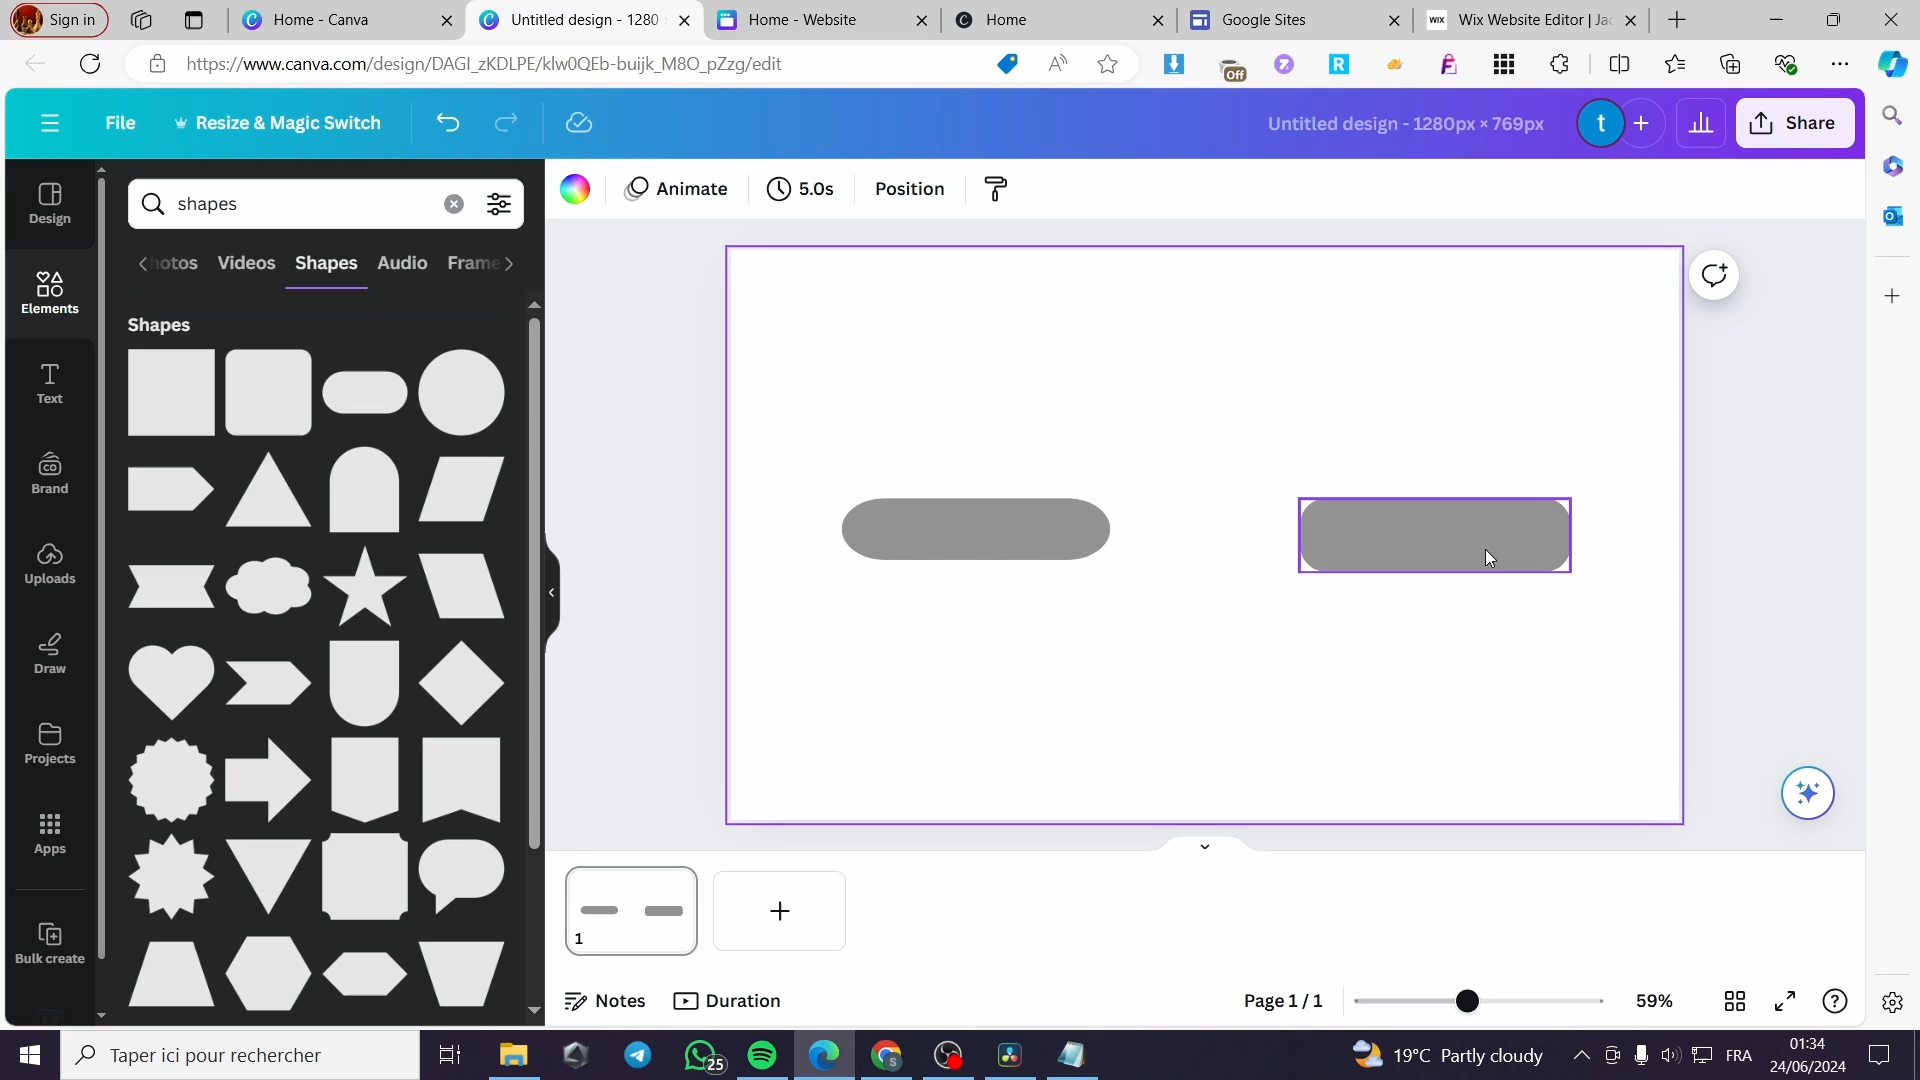 Sign in
Home - Canva
Untitled design - 1280
Home - Website
Home
Google Sites
WIX Wix Website Editor | Jac
https://www.canva.com/design/DAGI_zKDLPE/klw0QEb-buijk_M8O_pZzg/edit
Off
R
File
Resize & Magic Switch
Untitled design - 1280px × 769px
t
Share
Design
Elements
Text
Brand
Uploads
Draw
Projects
Apps
Bulk create
shapes
Videos
Shapes
Audio
Frame
Shapes
Animate
5.0s
Position
1
Notes
Duration
Page 1 / 1
59%
Taper ici pour rechercher
25
19°C Partly cloudy
FRA
01:34
24/06/2024